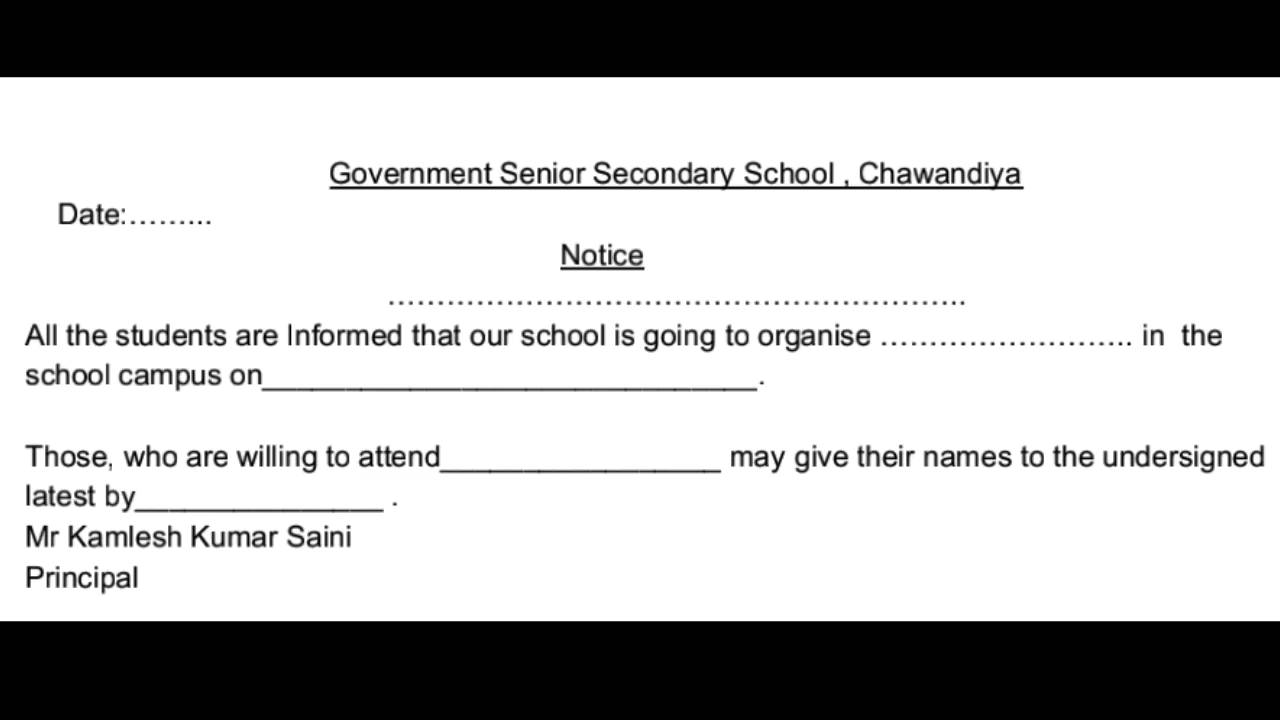 Government Senior Secondary School , Chawandiya
Date:………
Notice
…………………………………………………………….
All the students are Informed that our school is going to organise …………………………. in  the
school campus on______________________________.
Those, who are willing to attend_________________ may give their names to the undersigned
latest by_______________ .
Mr Kamlesh Kumar Saini
Principal